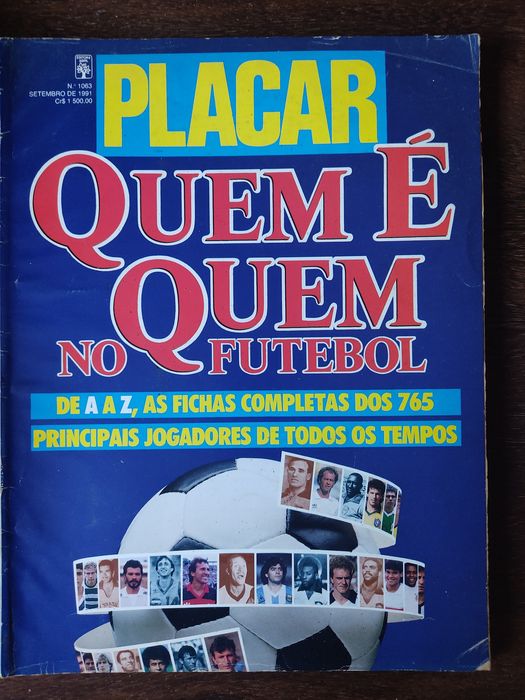 N.º 1063
SETEMBRO DE 1991
Cr$ 1 500,00
PLACAR
QUEM É
QUEM
NO FUTEBOL
DE A A Z, AS FICHAS COMPLETAS DOS 765
PRINCIPAIS JOGADORES DE TODOS OS TEMPOS